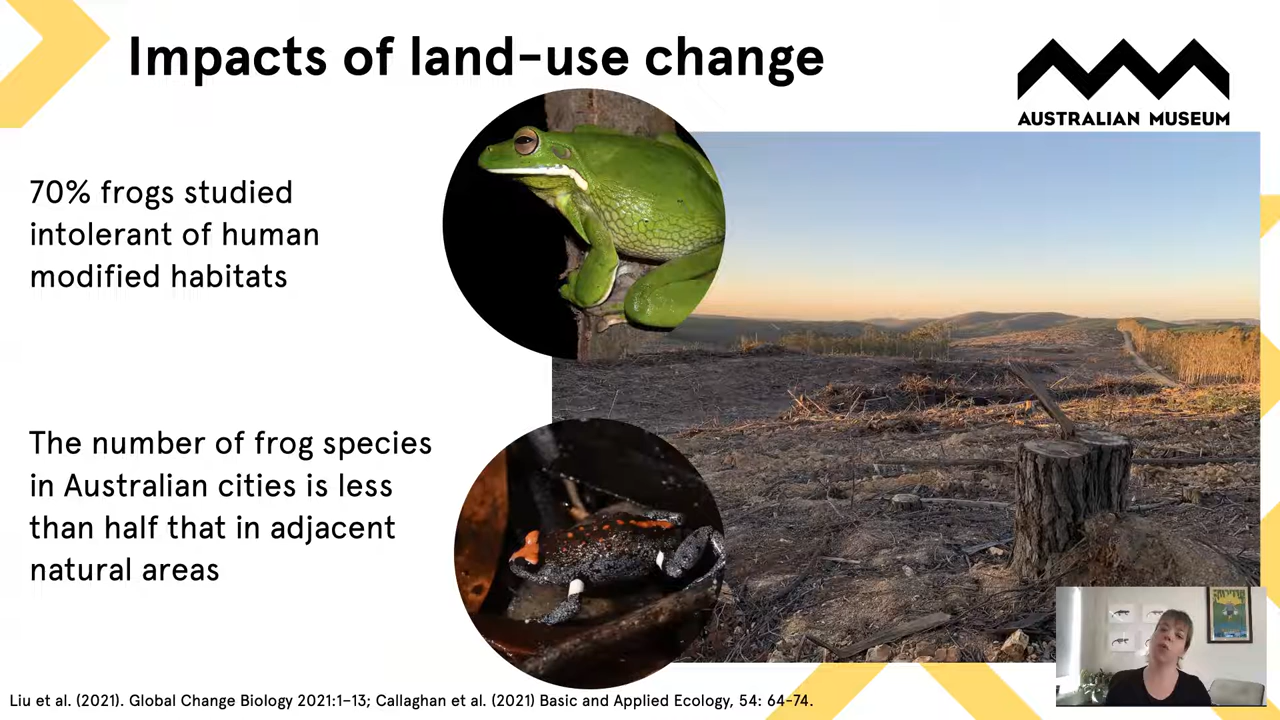 Impacts of land-use change
AUSTRALIAN MUSEUM
70% frogs studied
intolerant of human
modified habitats
The number of frog species
in Australian cities is less
than half that in adjacent
natural areas
Liu et al. (2021). Global Change Biology 2021:1-13; Callaghan et al. (2021) Basic and Applied Ecology, 54: 64-74.